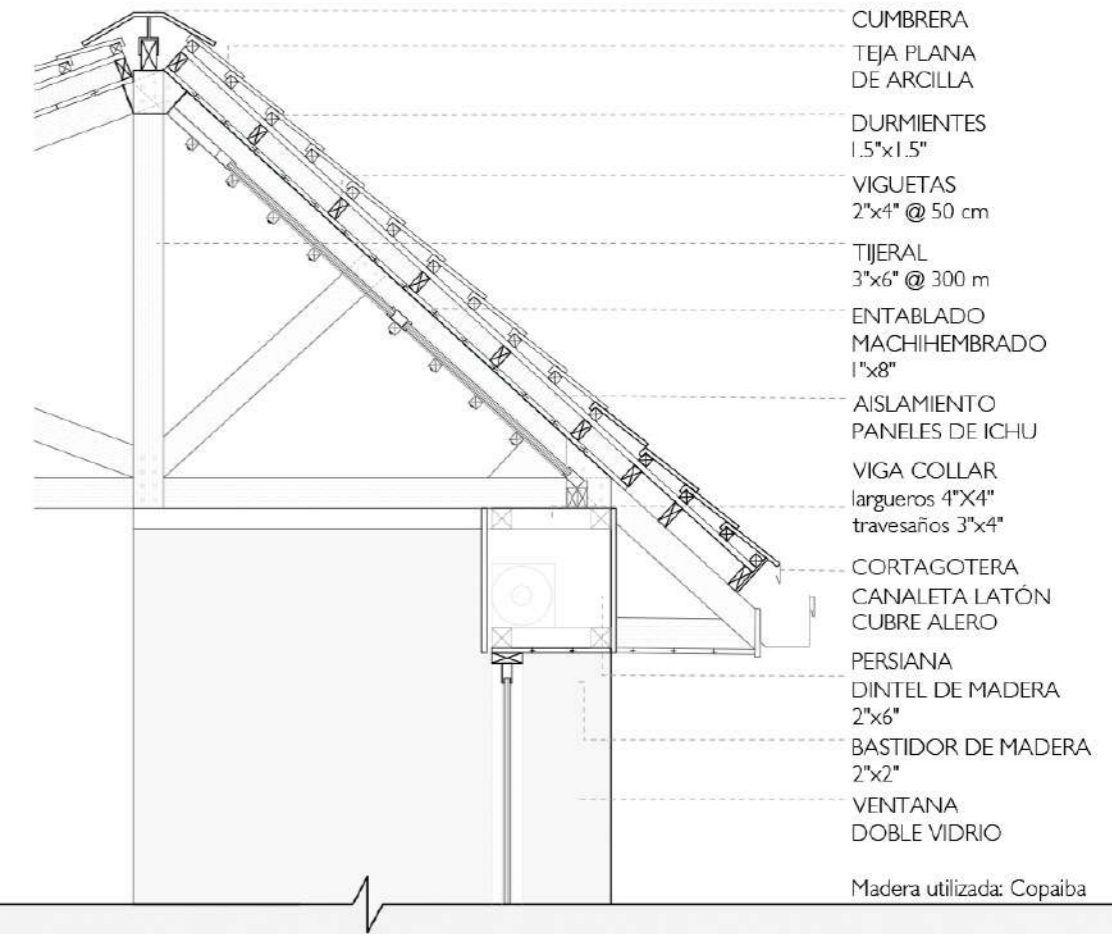 CUMBRERA
TEJA PLANA
DE ARCILLA
DURMIENTES
1.5"x1.5"
VIGUETAS
2"x4" @ 50 cm
TIJERAL
3"x6" @ 300 m
ENTABLADO
MACHIHEMBRADO
1"x8"
AISLAMIENTO
PANELES DE ICHU
VIGA COLLAR
largueros 4"X4"
travesaños 3"x4"
CORTAGOTERA
CANALETA LATÓN
CUBRE ALERO
PERSIANA
DINTEL DE MADERA
2"x6"
BASTIDOR DE MADERA
2"x2"
VENTANA
DOBLE VIDRIO
Madera utilizada: Copaiba